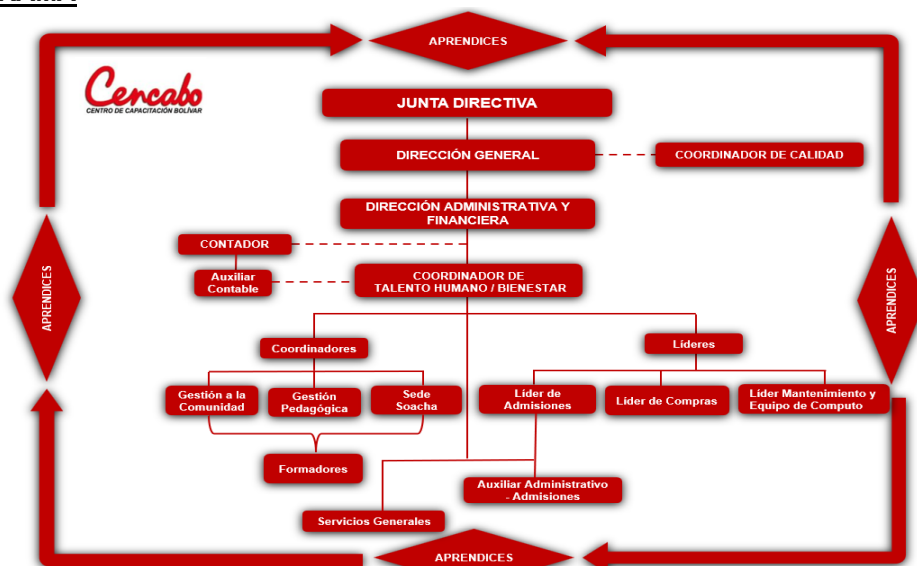 APRENDICES
Cencabo
CENTRO DE CAPACITACIÓN BOLÍVAR
JUNTA DIRECTIVA
DIRECCIÓN GENERAL
COORDINADOR DE CALIDAD
DIRECCIÓN ADMINISTRATIVA Y
FINANCIERA
CONTADOR
Auxiliar
Contable
COORDINADOR DE
TALENTO HUMANO / BIENESTAR
APRENDICES
APRENDICES
Coordinadores
Líderes
Gestión a la
Comunidad
Gestión
Pedagógica
Sede
Soacha
Líder de
Admisiones
Líder de Compras
Líder Mantenimiento y
Equipo de Computo
Formadores
Auxiliar Administrativo
- Admisiones
Servicios Generales
APRENDICES